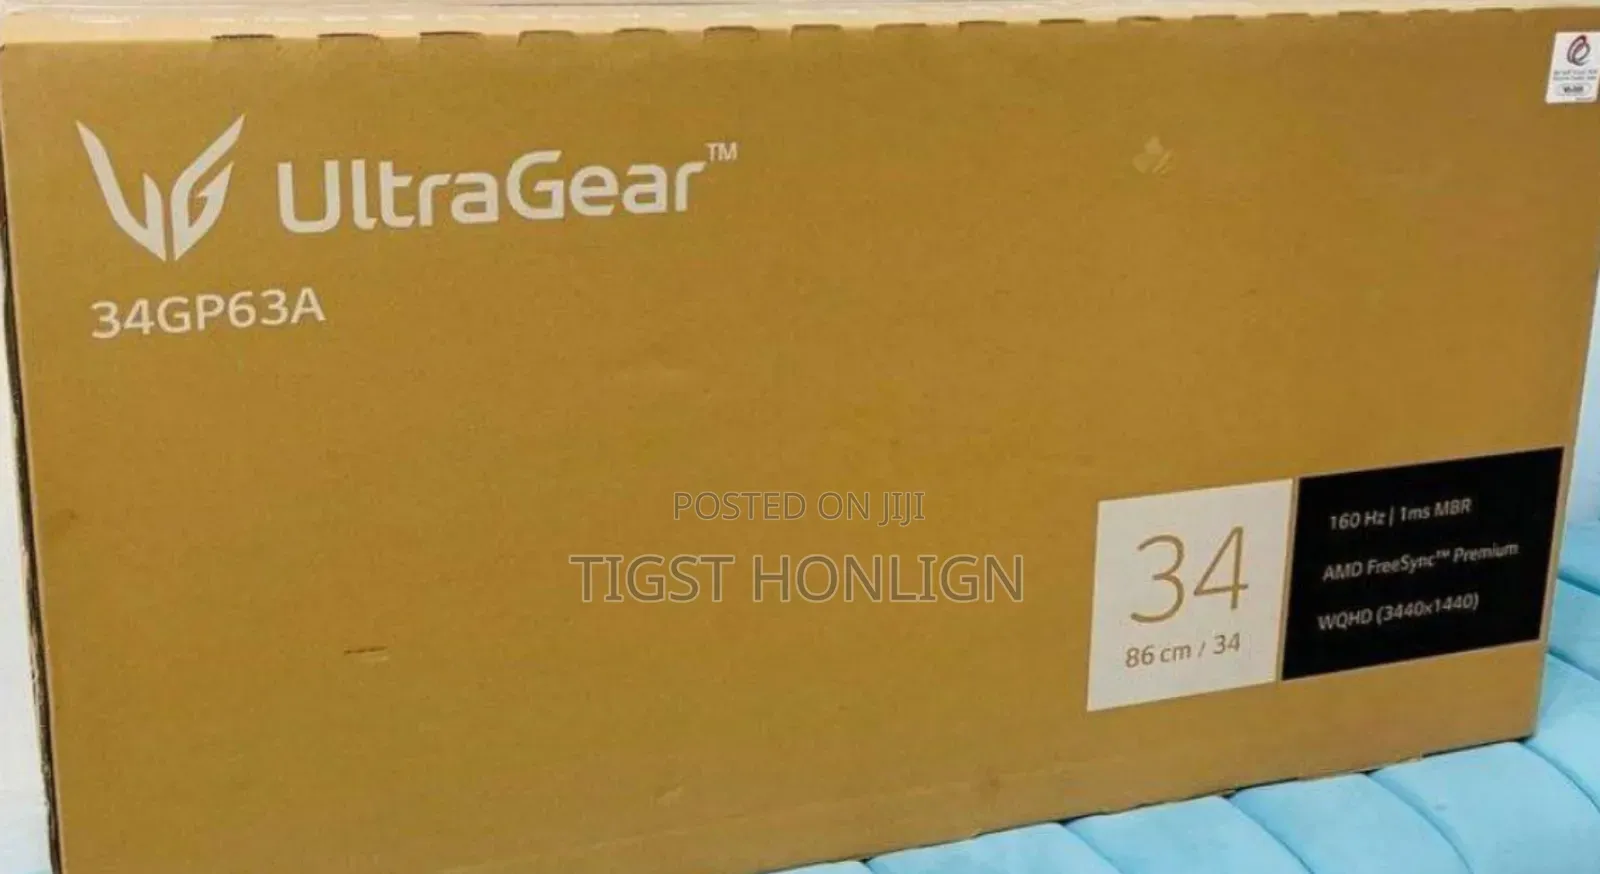 UG UltraGear™
34GP63A
POSTED ON JIJI
TIGST HONLIGN
34
86 cm / 34
160 Hz | 1ms MBR
AMD FreeSync™ Premium
WQHD (3440x1440)